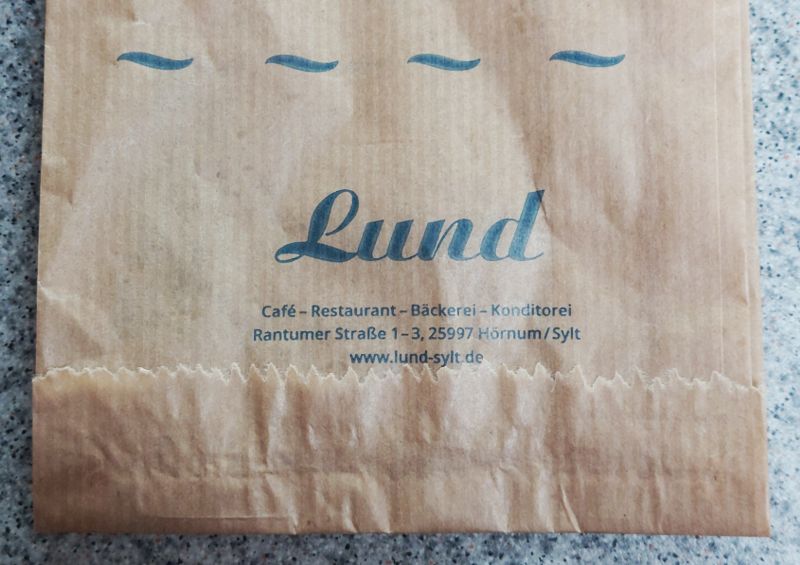 Lund
Café – Restaurant – Bäckerei – Konditorei
Rantumer Straße 1–3, 25997 Hörnum/Sylt
www.lund-sylt.de